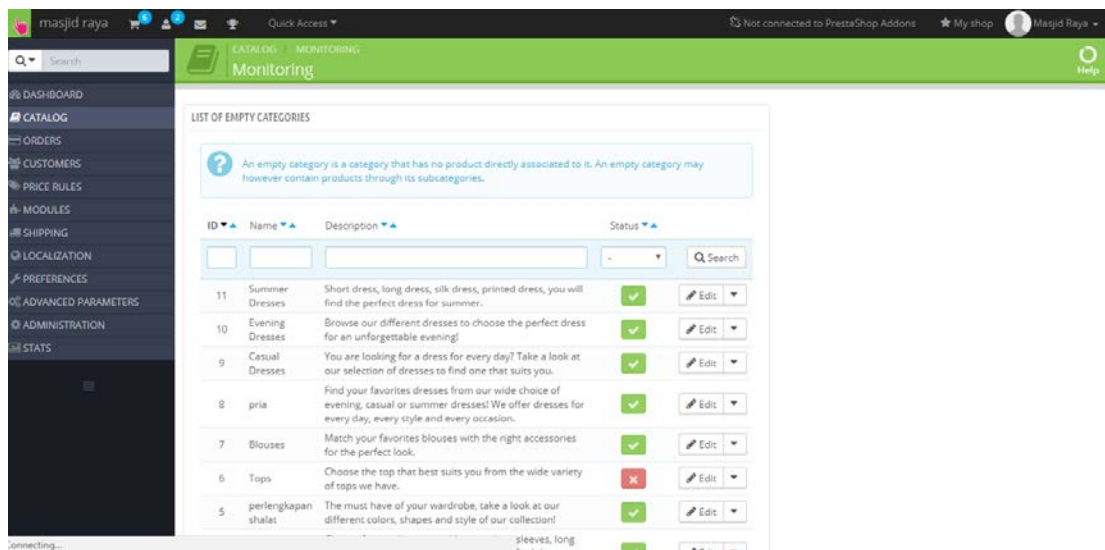 masjid raya 6 2 Quick Access Not connected to PrestaShop Addons My shop Masjid Raya
Search
CATALOG / MONITORING
Monitoring
Help
DASHBOARD
CATALOG
ORDERS
CUSTOMERS
PRICE RULES
MODULES
SHIPPING
LOCALIZATION
PREFERENCES
ADVANCED PARAMETERS
ADMINISTRATION
STATS
LIST OF EMPTY CATEGORIES
An empty category is a category that has no product directly associated to it. An empty category may
however contain products through its subcategories.
ID Name Description Status
- Search
11 Summer Dresses Short dress, long dress, silk dress, printed dress, you will
find the perfect dress for summer. Edit
10 Evening Dresses Browse our different dresses to choose the perfect dress
for an unforgettable evening! Edit
9 Casual Dresses You are looking for a dress for every day? Take a look at
our selection of dresses to find one that suits you. Edit
8 pria Find your favorites dresses from our wide choice of
evening, casual or summer dresses! We offer dresses for
every day, every style and every occasion. Edit
7 Blouses Match your favorites blouses with the right accessories
for the perfect look. Edit
6 Tops Choose the top that best suits you from the wide variety
of tops we have. Edit
5 perlengkapan shalat The must have of your wardrobe, take a look at our
different colors, shapes and style of our collection! Edit
sleeves, long
Connecting...